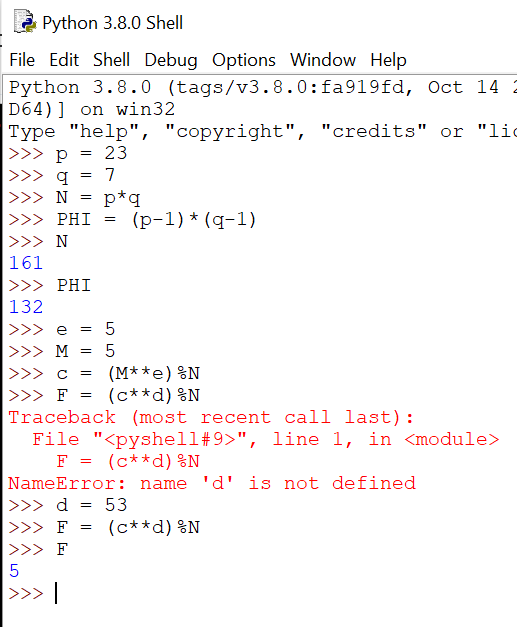 Python 3.8.0 Shell
File Edit Shell Debug Options Window Help
Python 3.8.0 (tags/v3.8.0:fa919fd, Oct 14
D64)] on win32
Type "help", "copyright", "credits" or
>>> p = 23
>>> q = 7
>>> N = p*q
>>> PHI = (p-1)*(q-1)
>>> N
161
>>> PHI
132
>>> e = 5
>>> M = 5
>>> c = (M**e)%N
>>> F = (c**d)%N
Traceback (most recent call last):
  File "<pyshell#9>", line 1, in <module>
    F = (c**d)%N
NameError: name 'd' is not defined
>>> d = 53
>>> F = (c**d)%N
>>> F
5
>>>